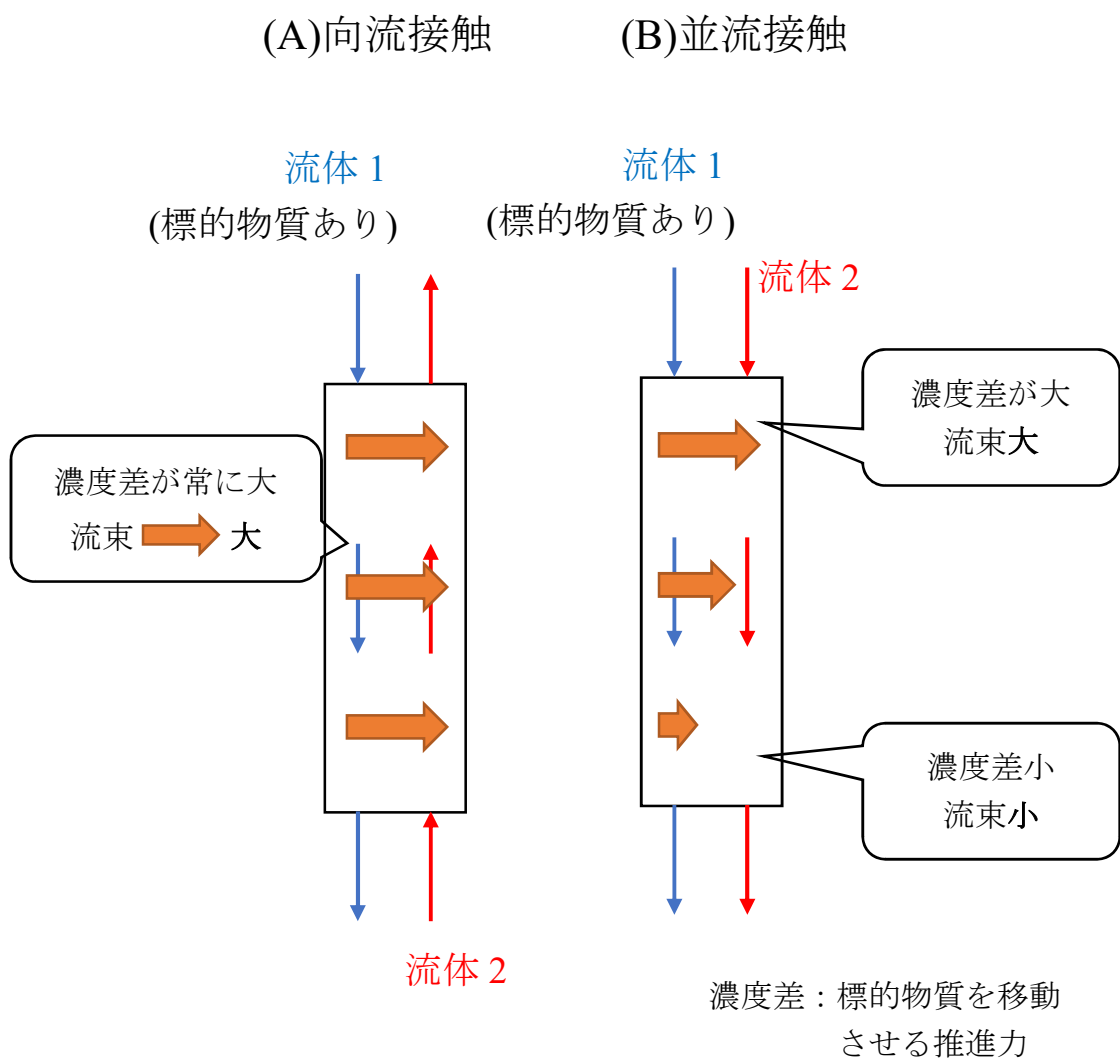 (A)向流接触
(B)並流接触
流体 1
(標的物質あり)
流体 1
(標的物質あり)
流体 2
濃度差が大
流束大
濃度差が常に大
流束 大
濃度差小
流束小
流体 2
濃度差：標的物質を移動
させる推進力